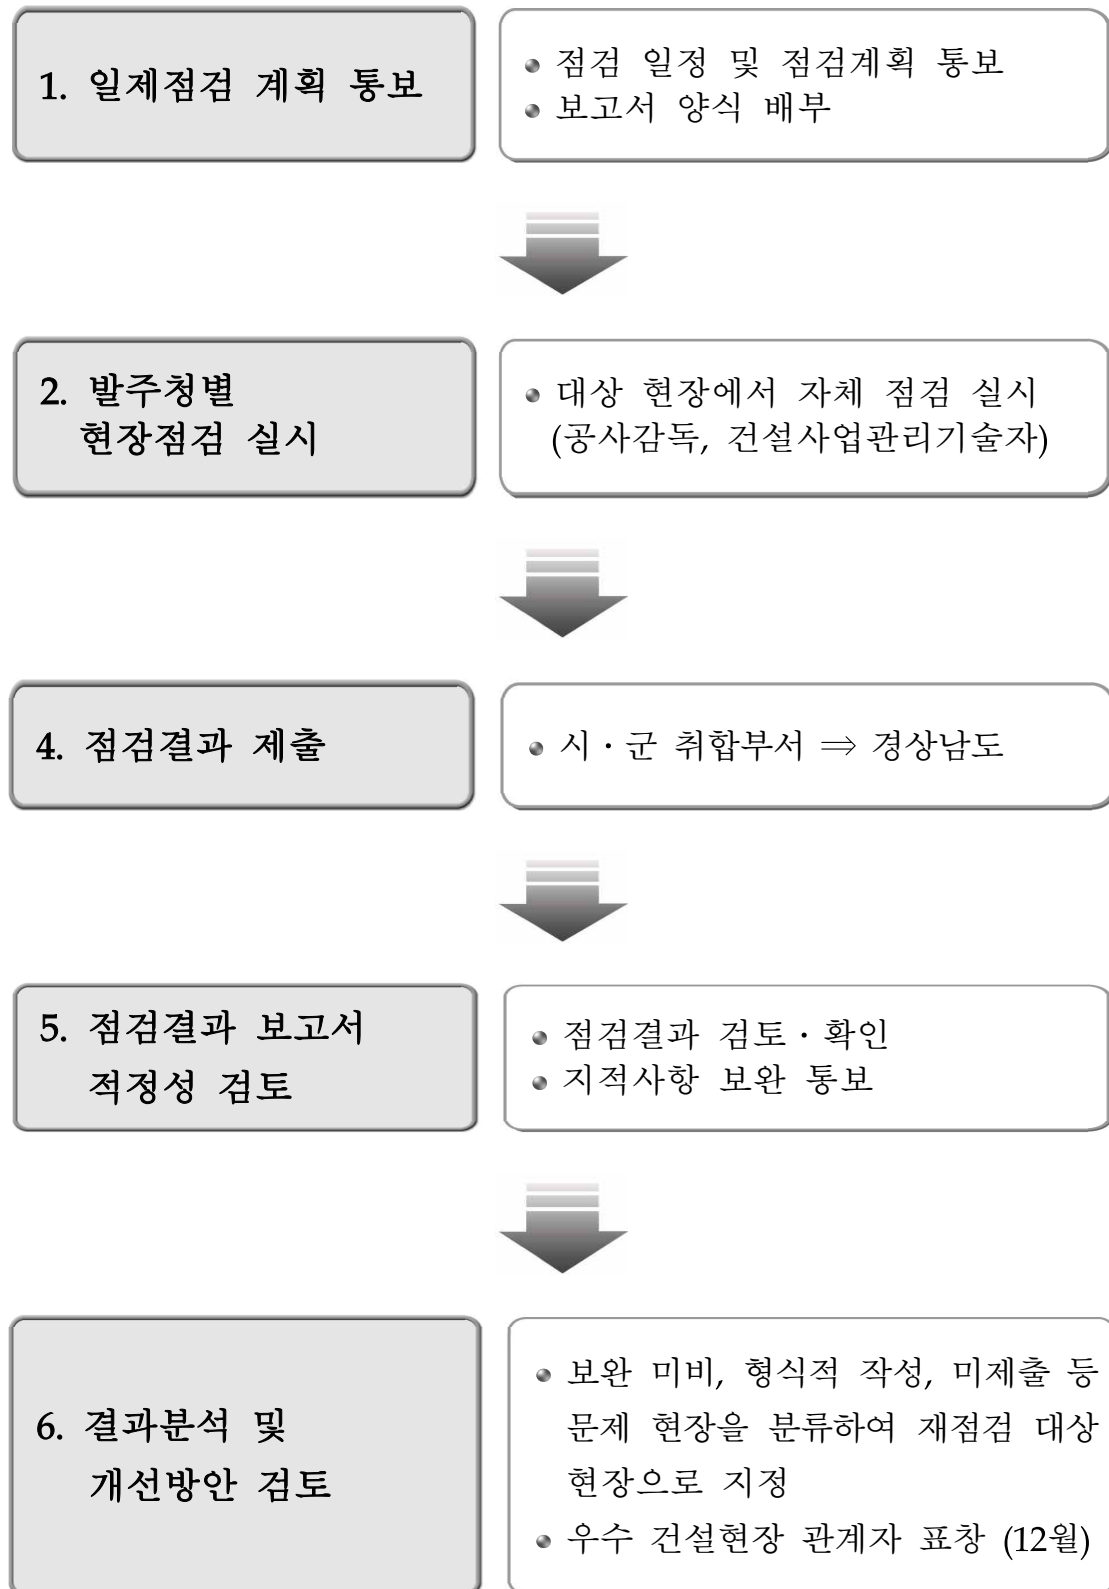 1. 일제점검 계획 통보
점검 일정 및 점검계획 통보
보고서 양식 배부
2. 발주청별
현장점검 실시
대상 현장에서 자체 점검 실시
(공사감독, 건설사업관리기술자)
4. 점검결과 제출
시・군 취합부서 ⇒ 경상남도
5. 점검결과 보고서
적정성 검토
점검결과 검토・확인
지적사항 보완 통보
6. 결과분석 및
개선방안 검토
보완 미비, 형식적 작성, 미제출 등
문제 현장을 분류하여 재점검 대상
현장으로 지정
우수 건설현장 관계자 표창 (12월)